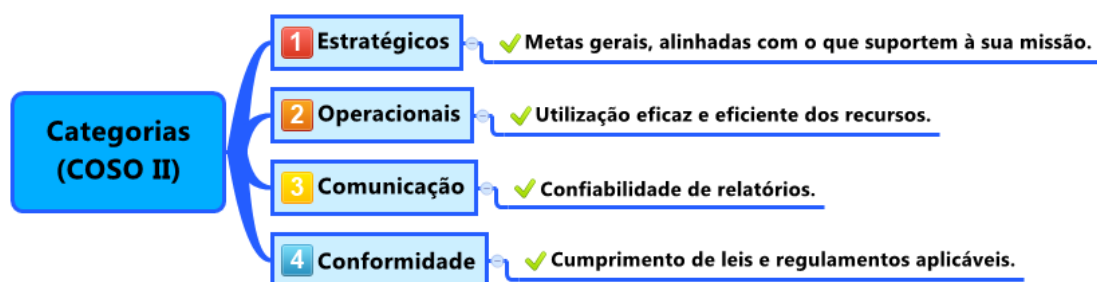 Categorias
(COSO II)
1 Estratégicos
Metas gerais, alinhadas com o que suportem à sua missão.
2 Operacionais
Utilização eficaz e eficiente dos recursos.
3 Comunicação
Confiabilidade de relatórios.
4 Conformidade
Cumprimento de leis e regulamentos aplicáveis.